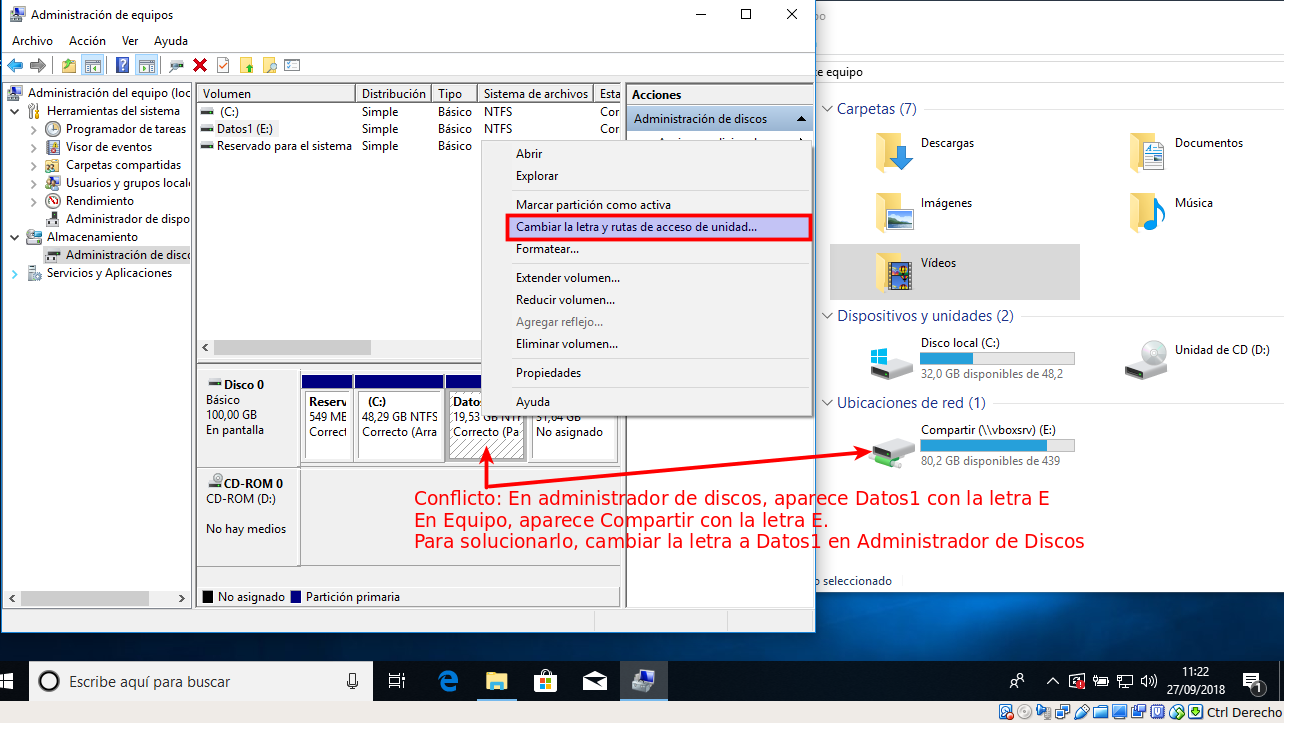 Administración de equipos
Archivo Acción Ver Ayuda
Administración del equipo (loc
Herramientas del sistema
Programador de tareas
Visor de eventos
Carpetas compartidas
Usuarios y grupos local
Rendimiento
Administrador de dispo
Almacenamiento
Administración de disc
Servicios y Aplicaciones
Volumen Distribución Tipo Sistema de archivos Esta
(C:) Simple Básico NTFS Cor
Datos1 (E:) Simple Básico NTFS Cor
Reservado para el sistema Simple Básico
Acciones
Administración de discos
Abrir
Explorar
Marcar partición como activa
Cambiar la letra y rutas de acceso de unidad...
Formatear...
Extender volumen...
Reducir volumen...
Agregar reflejo...
Eliminar volumen...
Propiedades
Ayuda
Disco 0
Básico
100,00 GB
En pantalla
Reserv
549 ME
Correct
(C:)
48,29 GB NTFS
Correcto (Arra
Datos
19,53 GB NTF
Correcto (Pa
31,64 GB
No asignado
CD-ROM 0
CD-ROM (D:)
No hay medios
No asignado Partición primaria
po
e equipo
Carpetas (7)
Descargas
Documentos
Imágenes
Música
Vídeos
Dispositivos y unidades (2)
Disco local (C:)
32,0 GB disponibles de 48,2
Unidad de CD (D:)
Ubicaciones de red (1)
Compartir (\\vboxsrv) (E:)
80,2 GB disponibles de 439
Conflicto: En administrador de discos, aparece Datos1 con la letra E
En Equipo, aparece Compartir con la letra E.
Para solucionarlo, cambiar la letra a Datos1 en Administrador de Discos
o seleccionado
Escribe aquí para buscar
11:22
27/09/2018
1
Ctrl Derecho